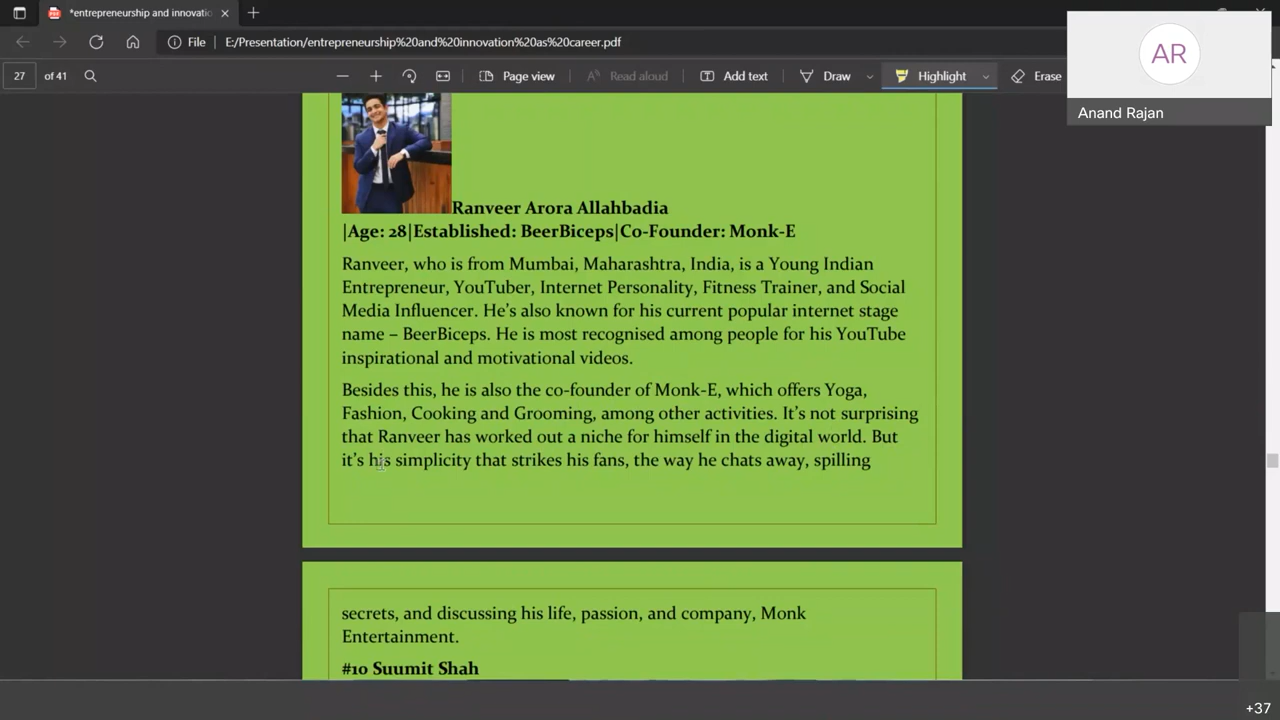 *entrepreneurship and innovatio
File E:/Presentation/entrepreneurship%20and%20innovation%20as%20career.pdf
AR
Anand Rajan
27 of 41 Page view Read aloud Add text Draw Highlight Erase
Ranveer Arora Allahbadia
|Age: 28|Established: BeerBiceps|Co-Founder: Monk-E
Ranveer, who is from Mumbai, Maharashtra, India, is a Young Indian
Entrepreneur, YouTuber, Internet Personality, Fitness Trainer, and Social
Media Influencer. He's also known for his current popular internet stage
name – BeerBiceps. He is most recognised among people for his YouTube
inspirational and motivational videos.
Besides this, he is also the co-founder of Monk-E, which offers Yoga,
Fashion, Cooking and Grooming, among other activities. It's not surprising
that Ranveer has worked out a niche for himself in the digital world. But
it's his simplicity that strikes his fans, the way he chats away, spilling
secrets, and discussing his life, passion, and company, Monk
Entertainment.
#10 Suumit Shah
+37